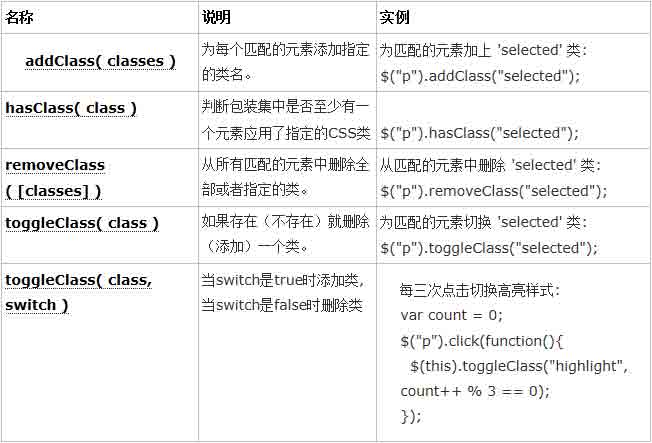 名称 说明 实例
addClass( classes ) 为每个匹配的元素添加指定 为匹配的元素加上 'selected' 类:
的类名。 $("p").addClass("selected");
hasClass( class ) 判断包装集中是否至少有一
个元素应用了指定的CSS类 $("p").hasClass("selected");
removeClass 从所有匹配的元素中删除全 从匹配的元素中删除 'selected' 类:
( [classes] ) 部或者指定的类。 $("p").removeClass("selected");
toggleClass( class ) 如果存在（不存在）就删除 为匹配的元素切换 'selected' 类:
（添加）一个类。 $("p").toggleClass("selected");
toggleClass( class, 当switch是true时添加类, 每三次点击切换高亮样式:
switch ) 当switch是false时删除类 var count = 0;
$("p").click(function(){
$(this).toggleClass("highlight",
count++ % 3 == 0);
});